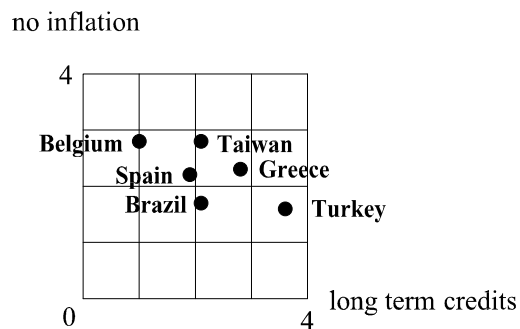 no inflation
4
Belgium
Taiwan
Spain
Greece
Brazil
Turkey
0
4
long term credits